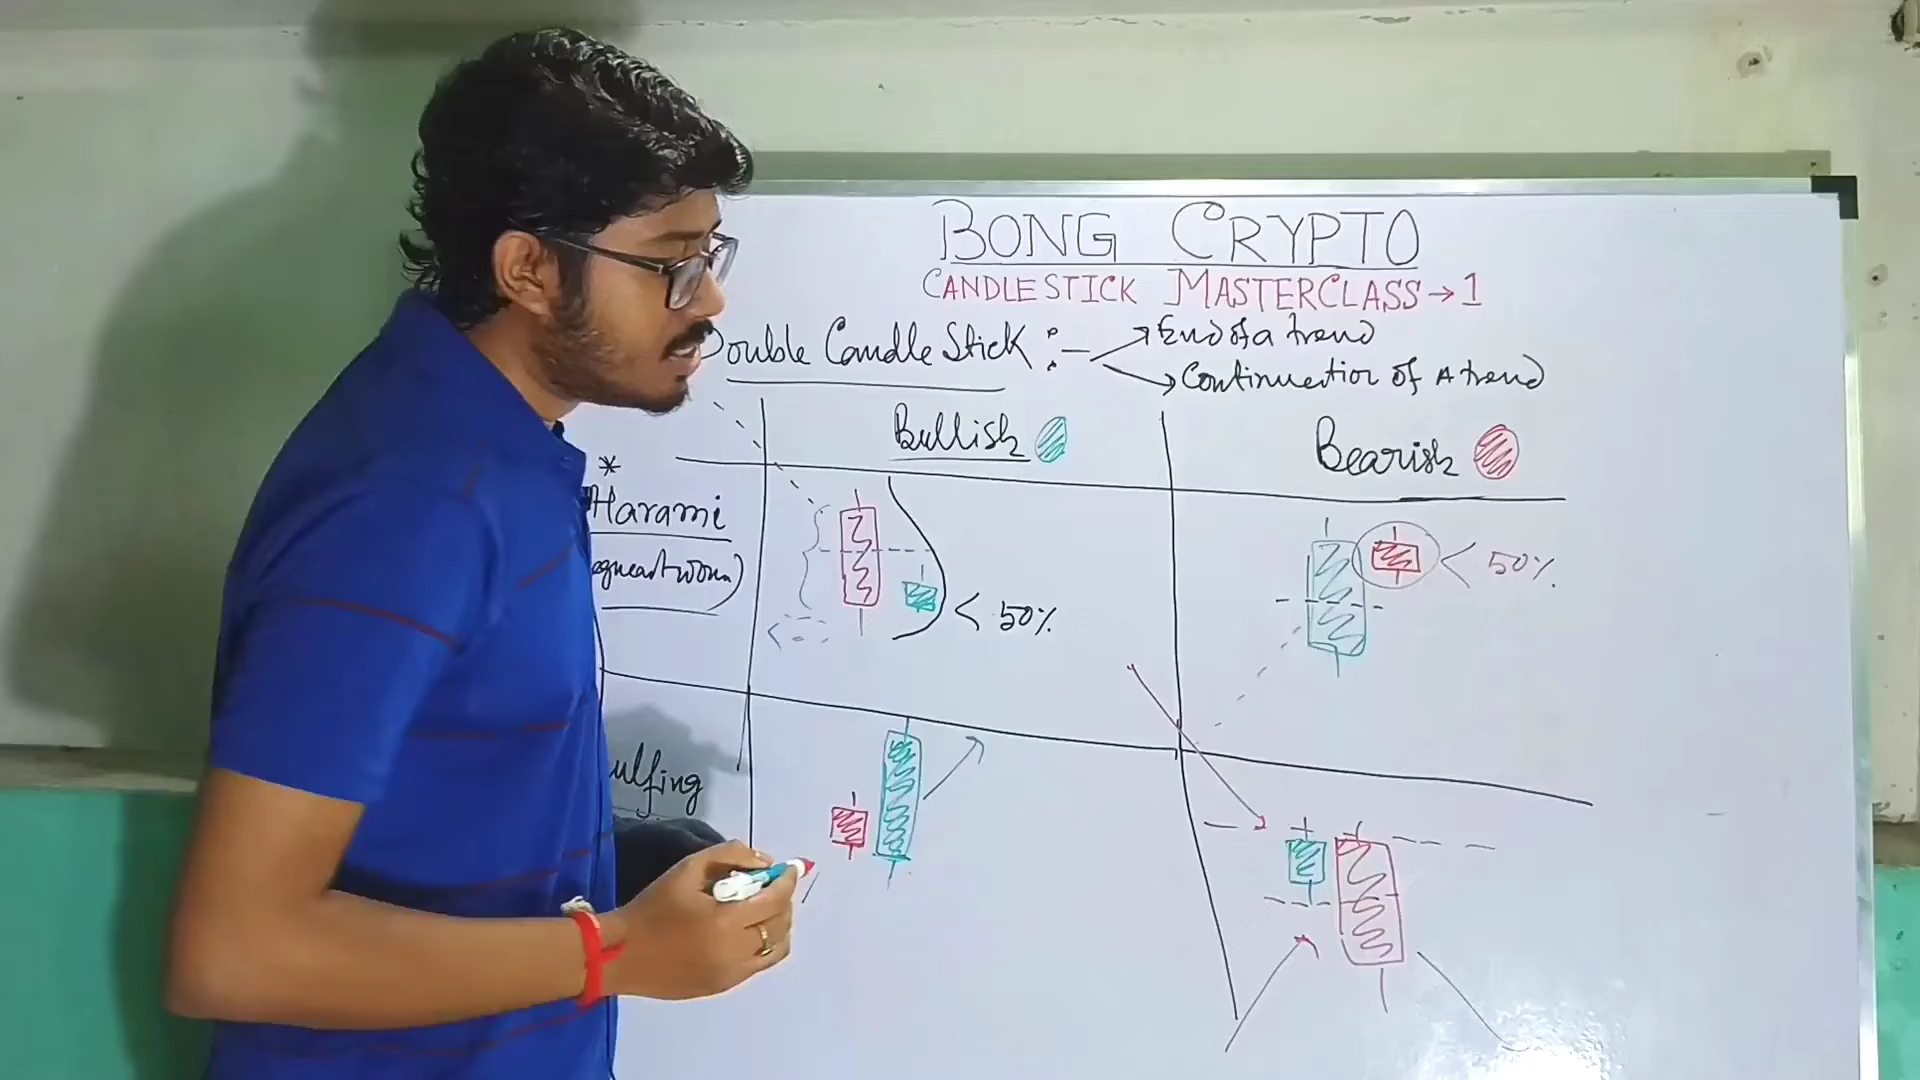 BONG CRYPTO
CANDLESTICK MASTERCLASS → 1
Double Candle Stick :- → End of a trend
→ Continuation of A trend
Bullish
Bearish
*
Harami
< 50%
< 50%
ulfing